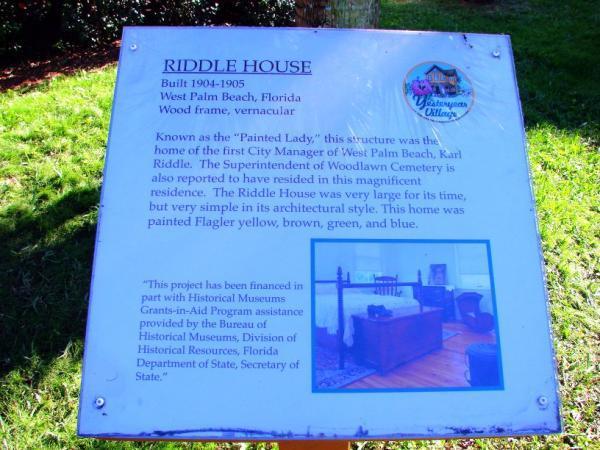 RIDDLE HOUSE
Built 1904-1905
West Palm Beach, Florida
Wood frame, vernacular
Yesteryear
Village
Known as the “Painted Lady,” this structure was the
home of the first City Manager of West Palm Beach, Karl
Riddle. The Superintendent of Woodlawn Cemetery is
also reported to have resided in this magnificent
residence. The Riddle House was very large for its time,
but very simple in its architectural style. This home was
painted Flagler yellow, brown, green, and blue.
“This project has been financed in
part with Historical Museums
Grants-in-Aid Program assistance
provided by the Bureau of
Historical Museums, Division of
Historical Resources, Florida
Department of State, Secretary of
State.”